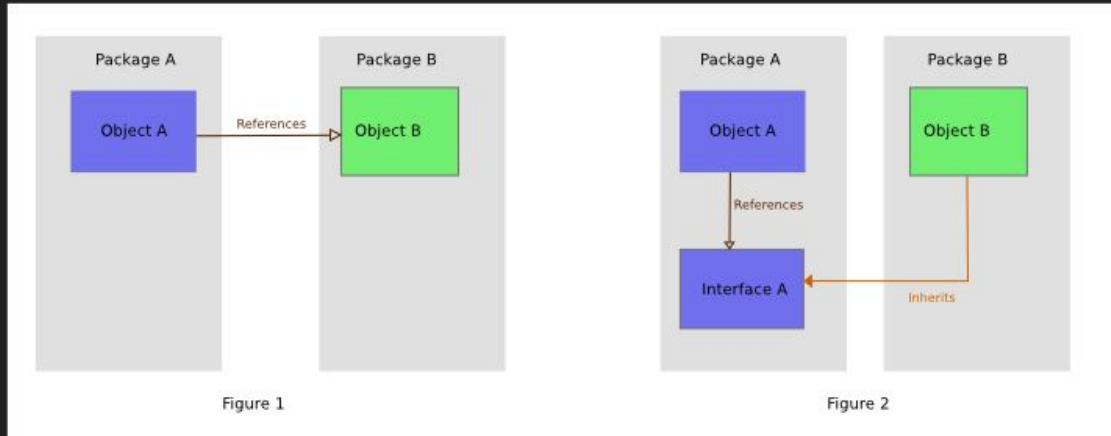 Package A
Object A
References
Package B
Object B
Figure 1
Package A
Object A
References
Interface A
Package B
Object B
Inherits
Figure 2